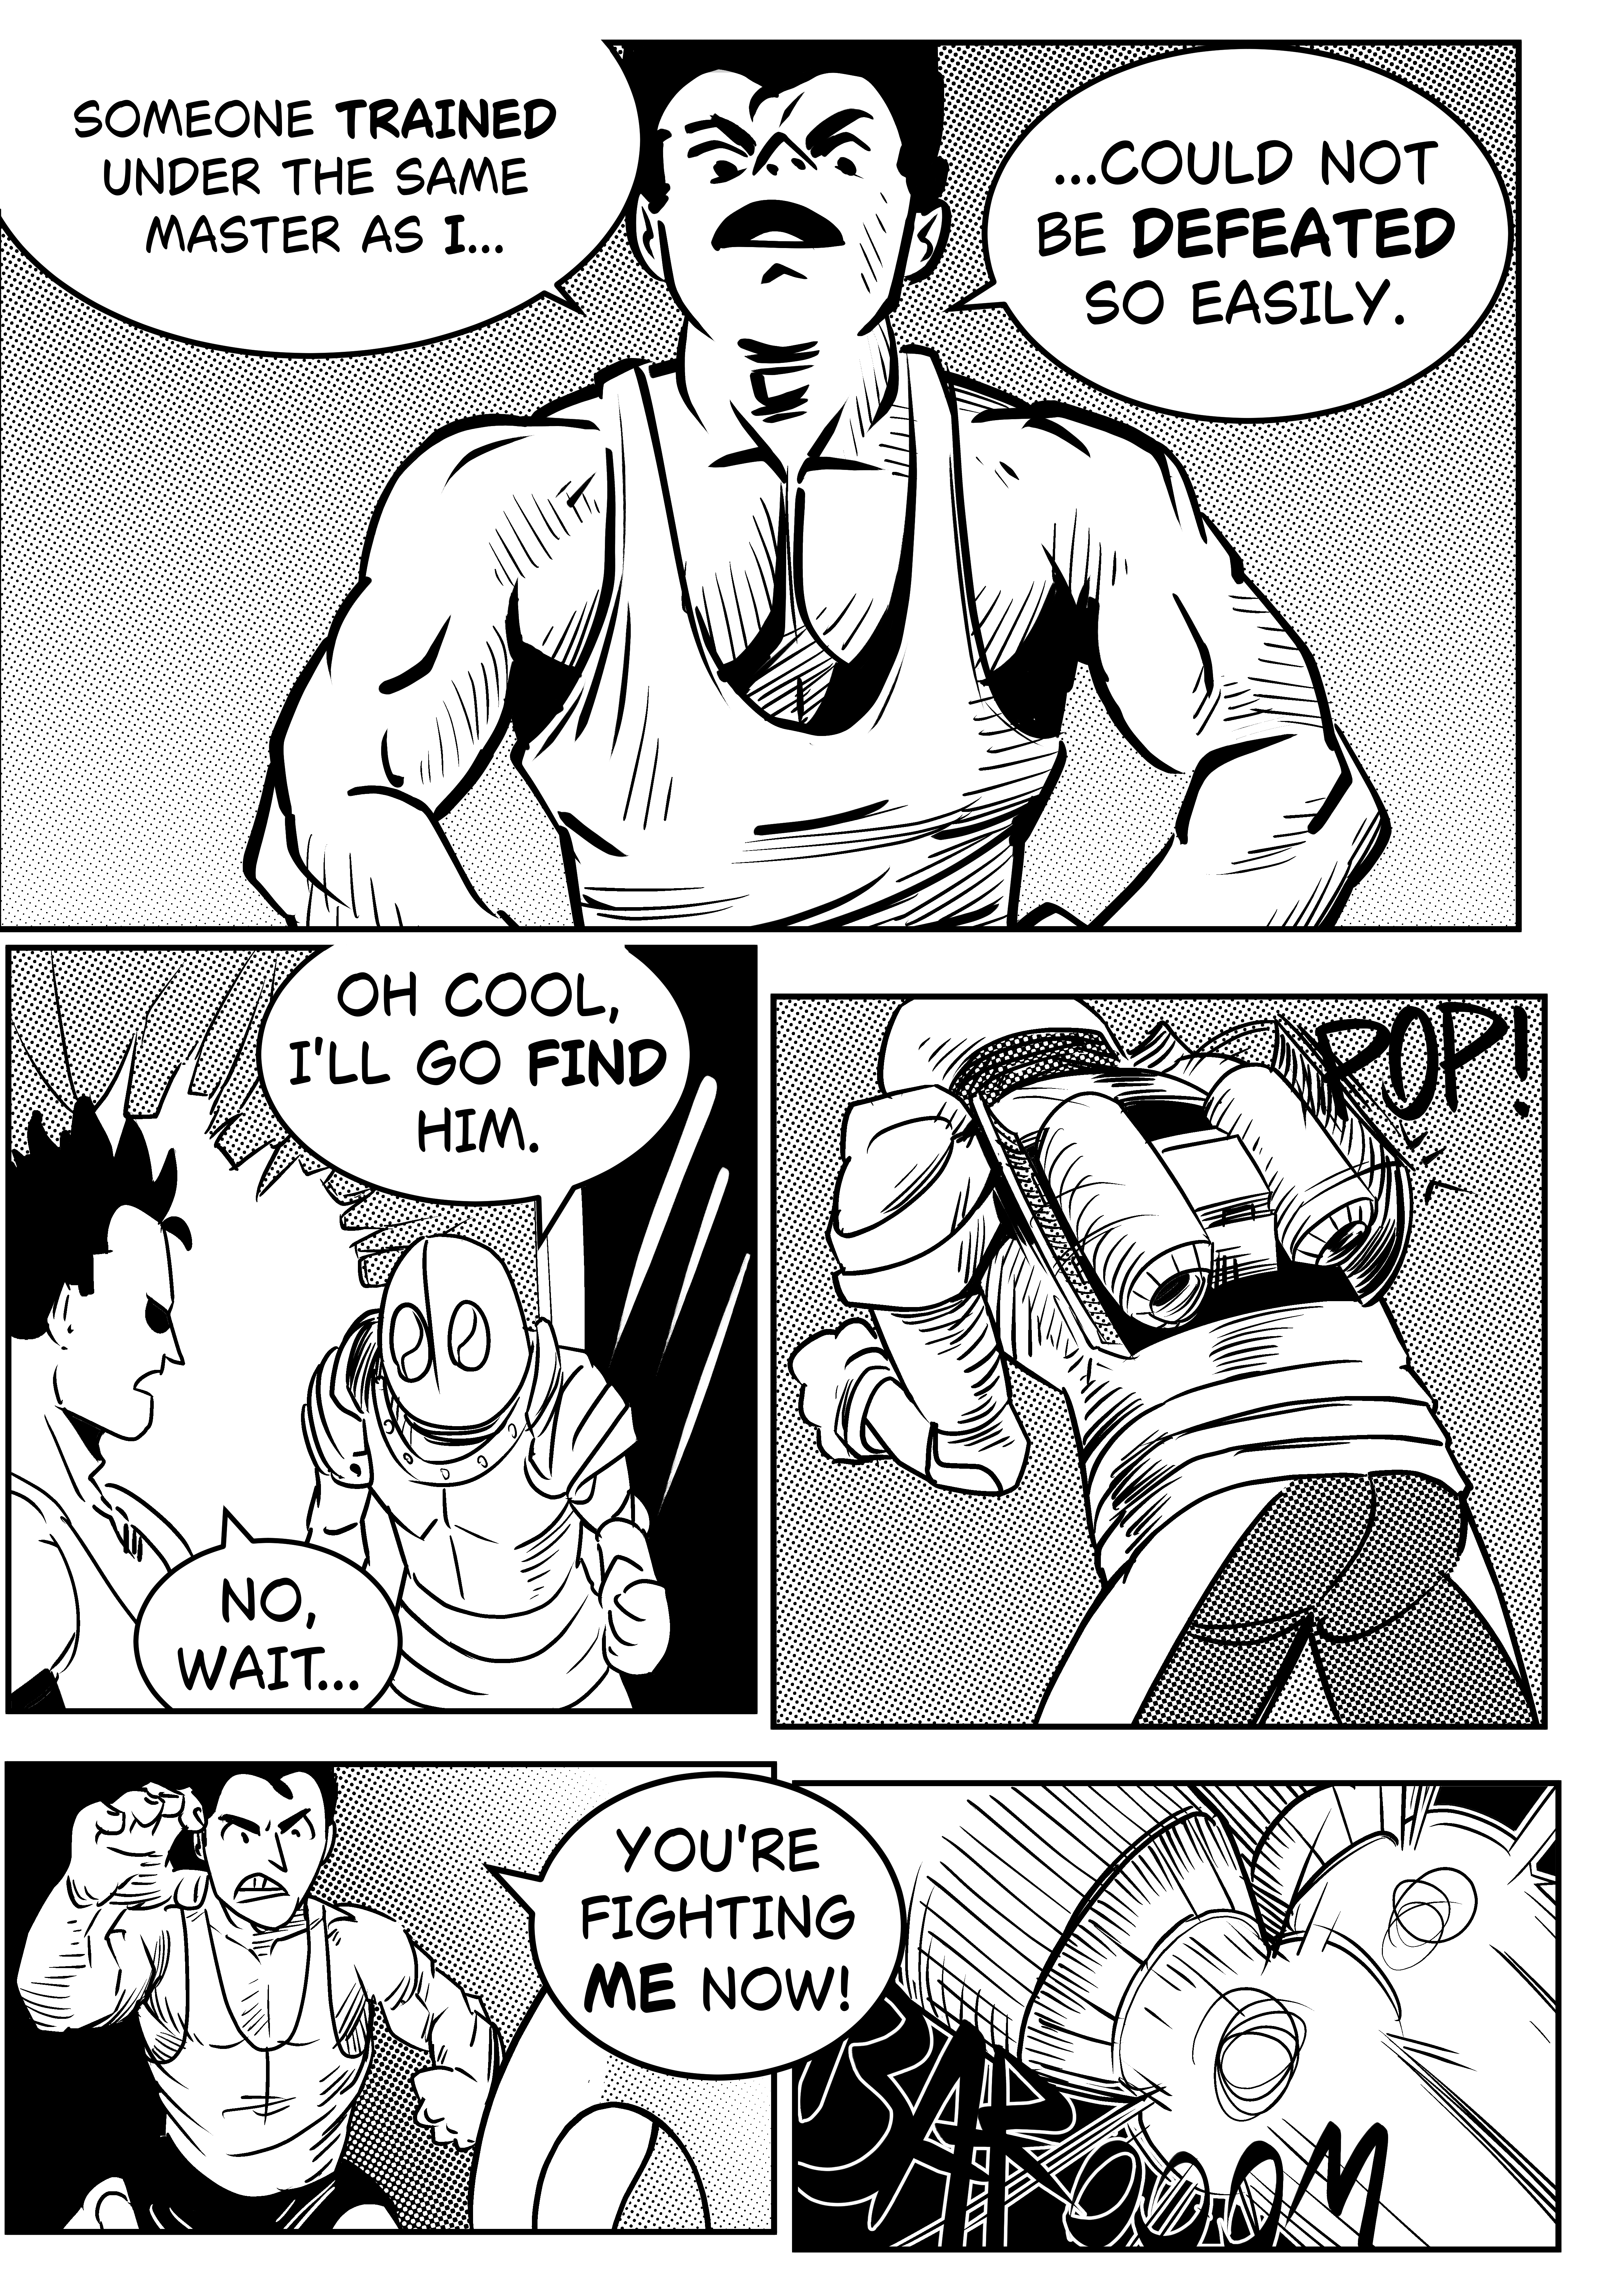 SOMEONE TRAINED
UNDER THE SAME
MASTER AS I...
...COULD NOT
BE DEFEATED
SO EASILY.
OH COOL,
I'LL GO FIND
HIM.
NO,
WAIT...
POP!
YOU'RE
FIGHTING
ME NOW!
BAROOOM